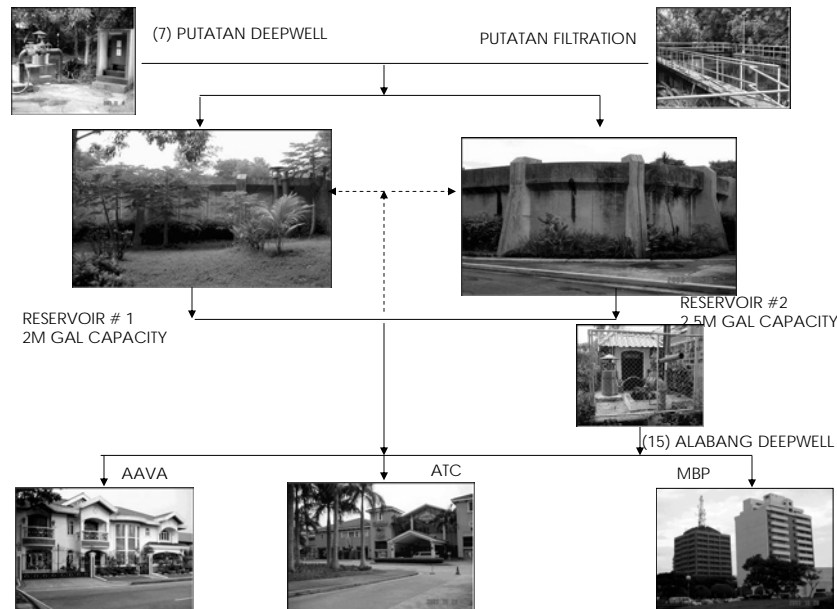 (7) PUTATAN DEEPWELL
PUTATAN FILTRATION
RESERVOIR # 1
2M GAL CAPACITY
RESERVOIR #2
2.5M GAL CAPACITY
(15) ALABANG DEEPWELL
AAVA
ATC
MBP